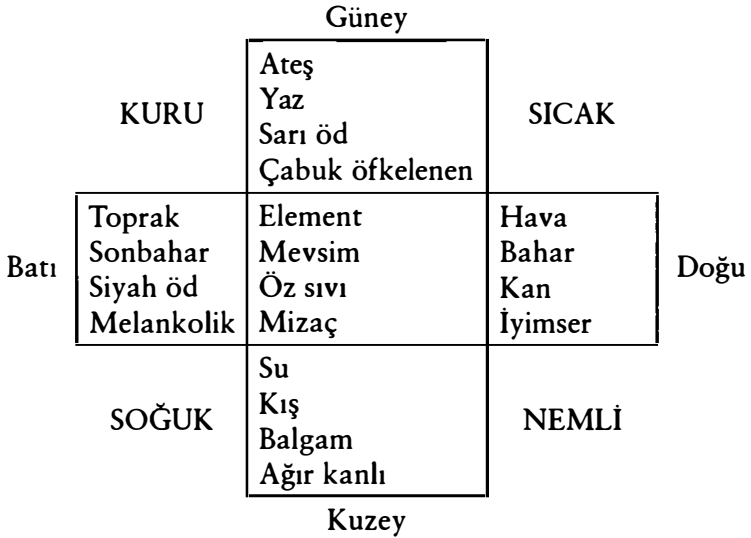 Güney
KURU
Ateş
Yaz
Sarı öd
Çabuk öfkelenen
SICAK
Batı
Toprak
Sonbahar
Siyah öd
Melankolik
Element
Mevsim
Öz sıvı
Mizaç
Hava
Bahar
Kan
İyimser
Doğu
SOĞUK
Su
Kış
Balgam
Ağır kanlı
NEMLİ
Kuzey